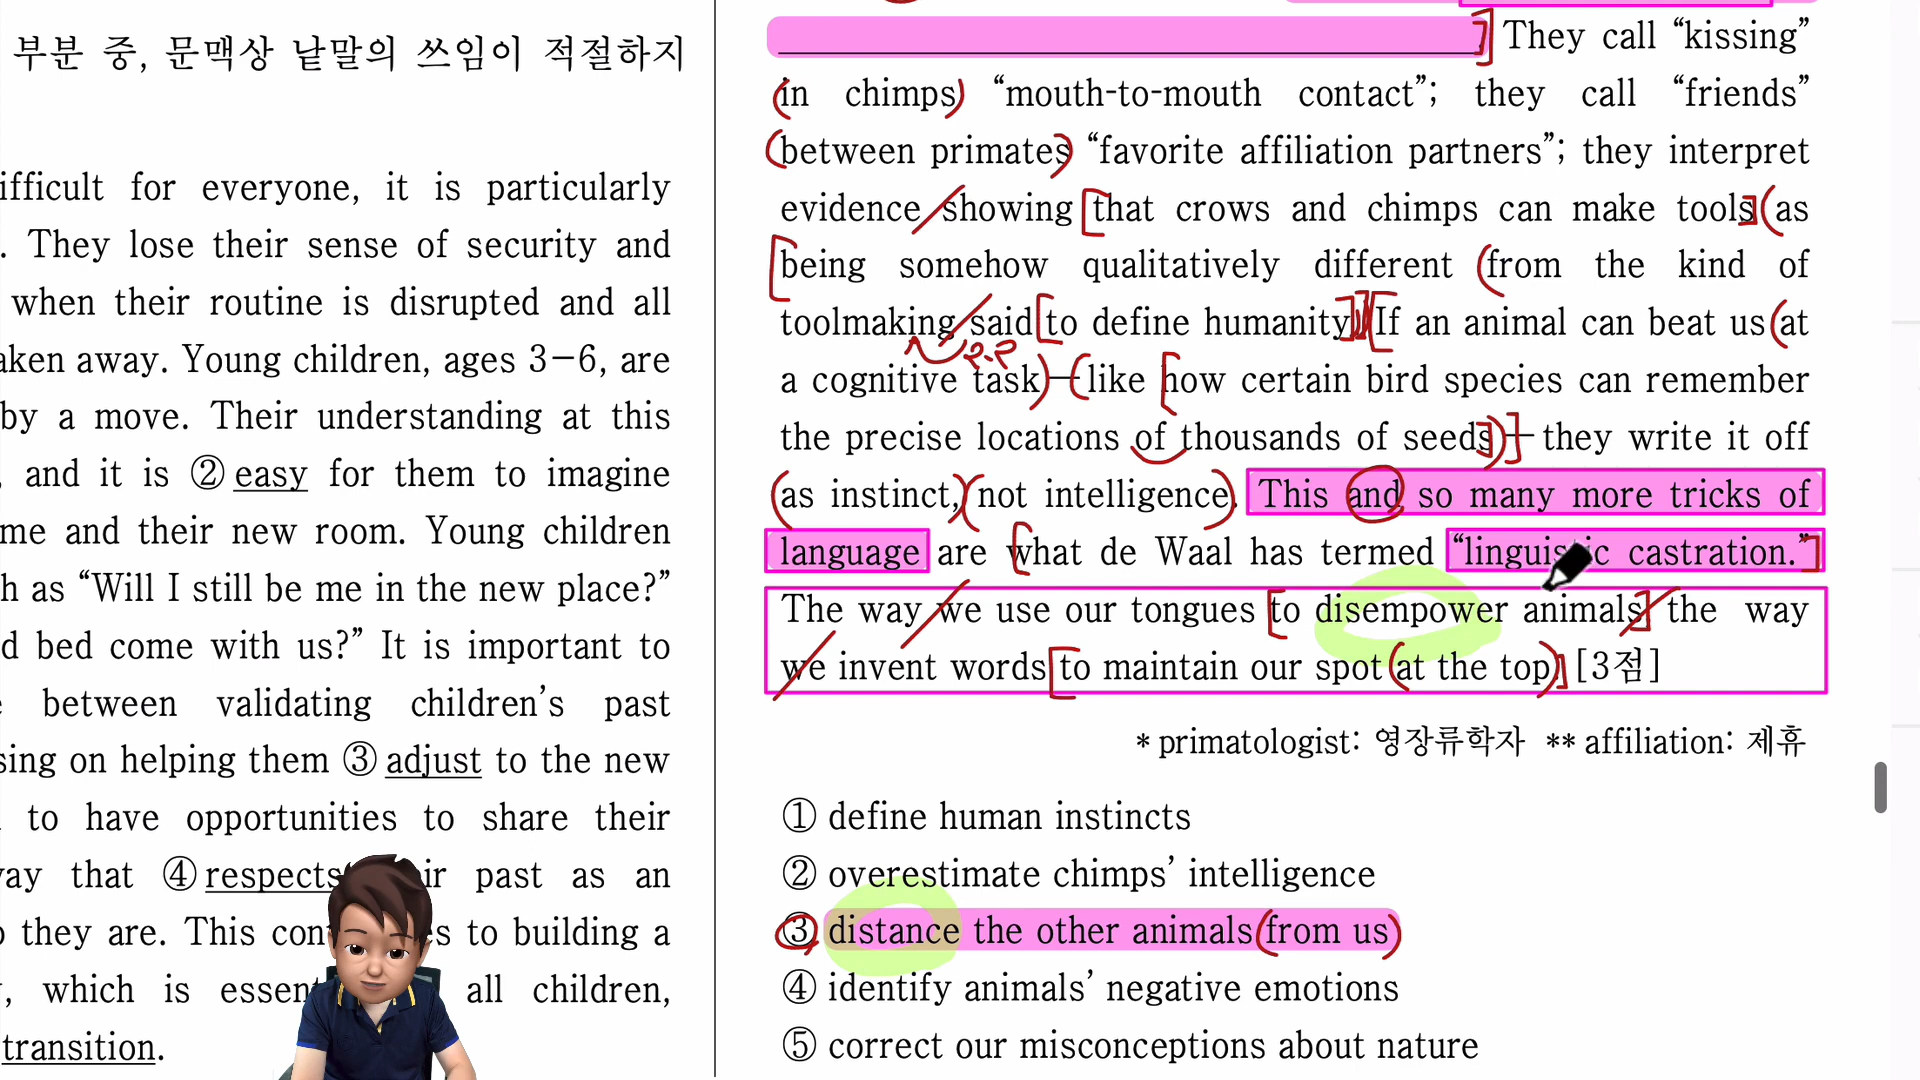 부분 중, 문맥상 낱말의 쓰임이 적절하지
ifficult for everyone, it is particularly
. They lose their sense of security and
when their routine is disrupted and all
aken away. Young children, ages 3－6, are
by a move. Their understanding at this
, and it is ② easy for them to imagine
me and their new room. Young children
h as “Will I still be me in the new place?”
d bed come with us?” It is important to
between validating children’s past
sing on helping them ③ adjust to the new
to have opportunities to share their
ay that ④ respects past as an
they are. This to building a
, which is all children,
transition.
They call “kissing”
in chimps “mouth-to-mouth contact”; they call “friends”
between primates “favorite affiliation partners”; they interpret
evidence showing that crows and chimps can make tools as
being somehow qualitatively different from the kind of
toolmaking said to define humanity. If an animal can beat us at
P.P
a cognitive task — like how certain bird species can remember
the precise locations of thousands of seeds — they write it off
as instinct, not intelligence. This and so many more tricks of
language are what de Waal has termed “linguistic castration.”
The way we use our tongues to disempower animals, the way
we invent words to maintain our spot at the top. [3점]
* primatologist: 영장류학자 ** affiliation: 제휴
① define human instincts
② overestimate chimps’ intelligence
③ distance the other animals from us
④ identify animals’ negative emotions
⑤ correct our misconceptions about nature